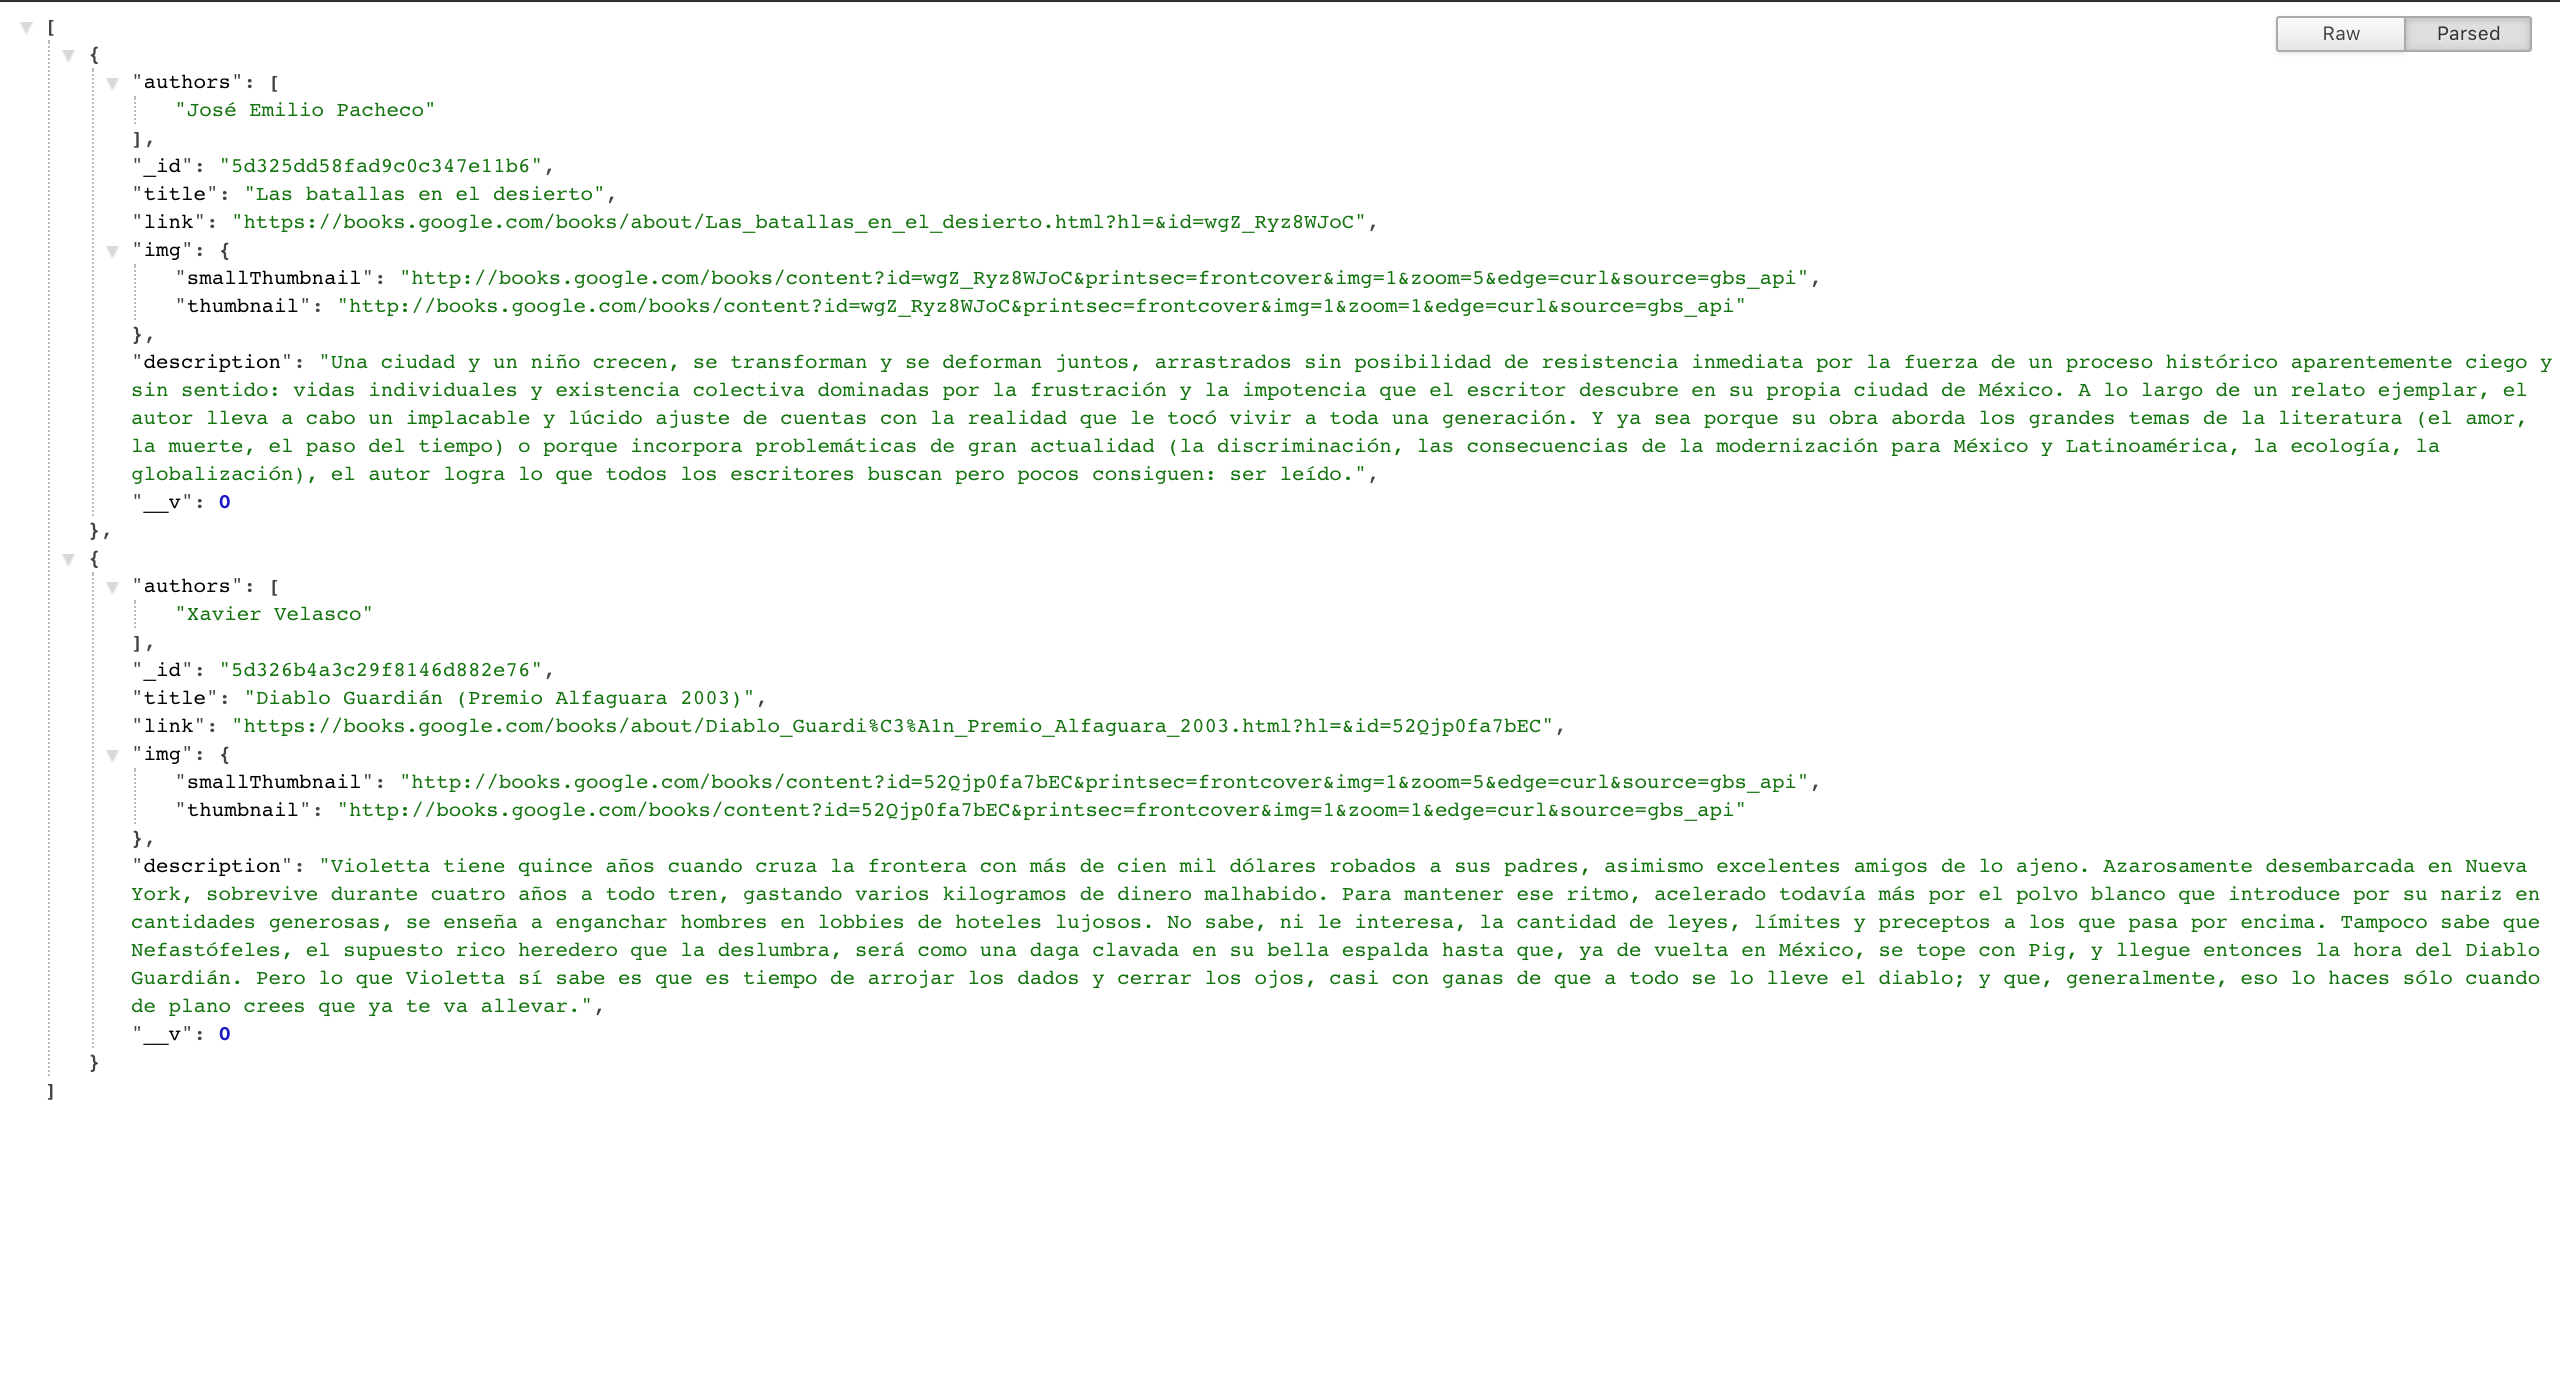 [
Raw Parsed
{
"authors": [
"José Emilio Pacheco"
],
"_id": "5d325dd58fad9c0c347e11b6",
"title": "Las batallas en el desierto",
"link": "https://books.google.com/books/about/Las_batallas_en_el_desierto.html?hl=&id=wgZ_Ryz8WJoC",
"img": {
"smallThumbnail": "http://books.google.com/books/content?id=wgZ_Ryz8WJoC&printsec=frontcover&img=1&zoom=5&edge=curl&source=gbs_api",
"thumbnail": "http://books.google.com/books/content?id=wgZ_Ryz8WJoC&printsec=frontcover&img=1&zoom=1&edge=curl&source=gbs_api"
},
"description": "Una ciudad y un niño crecen, se transforman y se deforman juntos, arrastrados sin posibilidad de resistencia inmediata por la fuerza de un proceso histórico aparentemente ciego y
sin sentido: vidas individuales y existencia colectiva dominadas por la frustración y la impotencia que el escritor descubre en su propia ciudad de México. A lo largo de un relato ejemplar, el
autor lleva a cabo un implacable y lúcido ajuste de cuentas con la realidad que le tocó vivir a toda una generación. Y ya sea porque su obra aborda los grandes temas de la literatura (el amor,
la muerte, el paso del tiempo) o porque incorpora problemáticas de gran actualidad (la discriminación, las consecuencias de la modernización para México y Latinoamérica, la ecología, la
globalización), el autor logra lo que todos los escritores buscan pero pocos consiguen: ser leído.",
"__v": 0
},
{
"authors": [
"Xavier Velasco"
],
"_id": "5d326b4a3c29f8146d882e76",
"title": "Diablo Guardián (Premio Alfaguara 2003)",
"link": "https://books.google.com/books/about/Diablo_Guardi%C3%A1n_Premio_Alfaguara_2003.html?hl=&id=52Qjp0fa7bEC",
"img": {
"smallThumbnail": "http://books.google.com/books/content?id=52Qjp0fa7bEC&printsec=frontcover&img=1&zoom=5&edge=curl&source=gbs_api",
"thumbnail": "http://books.google.com/books/content?id=52Qjp0fa7bEC&printsec=frontcover&img=1&zoom=1&edge=curl&source=gbs_api"
},
"description": "Violetta tiene quince años cuando cruza la frontera con más de cien mil dólares robados a sus padres, asimismo excelentes amigos de lo ajeno. Azarosamente desembarcada en Nueva
York, sobrevive durante cuatro años a todo tren, gastando varios kilogramos de dinero malhabido. Para mantener ese ritmo, acelerado todavía más por el polvo blanco que introduce por su nariz en
cantidades generosas, se enseña a enganchar hombres en lobbies de hoteles lujosos. No sabe, ni le interesa, la cantidad de leyes, límites y preceptos a los que pasa por encima. Tampoco sabe que
Nefastófeles, el supuesto rico heredero que la deslumbra, será como una daga clavada en su bella espalda hasta que, ya de vuelta en México, se tope con Pig, y llegue entonces la hora del Diablo
Guardián. Pero lo que Violetta sí sabe es que es tiempo de arrojar los dados y cerrar los ojos, casi con ganas de que a todo se lo lleve el diablo; y que, generalmente, eso lo haces sólo cuando
de plano crees que ya te va allevar.",
"__v": 0
}
]